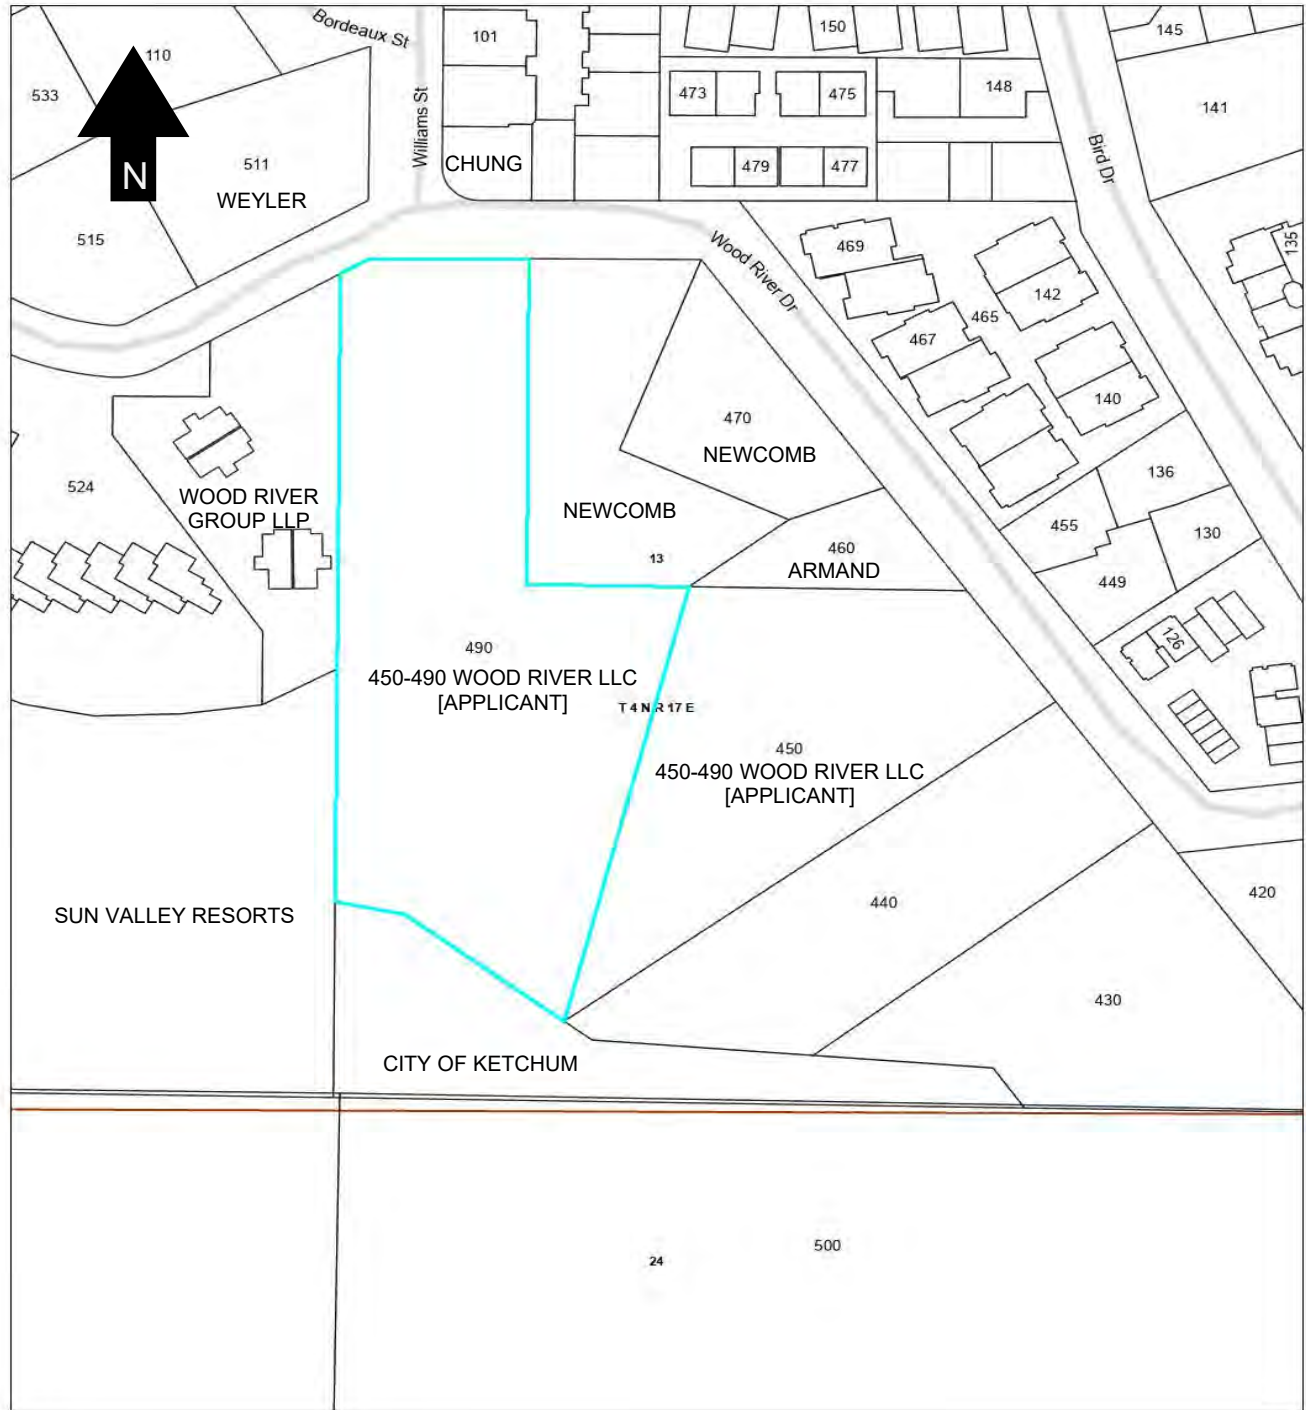 Bordeaux St
101
150
145
110
533
473
475
148
141
Williams St
N
511
WEYLER
CHUNG
479
477
Bird Dr
515
Wood River Dr
469
135
142
465
467
140
470
NEWCOMB
136
524
WOOD RIVER
GROUP LLP
NEWCOMB
455
130
13
460
ARMAND
449
126
490
450-490 WOOD RIVER LLC
[APPLICANT]
T 4 N R 17 E
450
450-490 WOOD RIVER LLC
[APPLICANT]
SUN VALLEY RESORTS
440
420
430
CITY OF KETCHUM
24
500